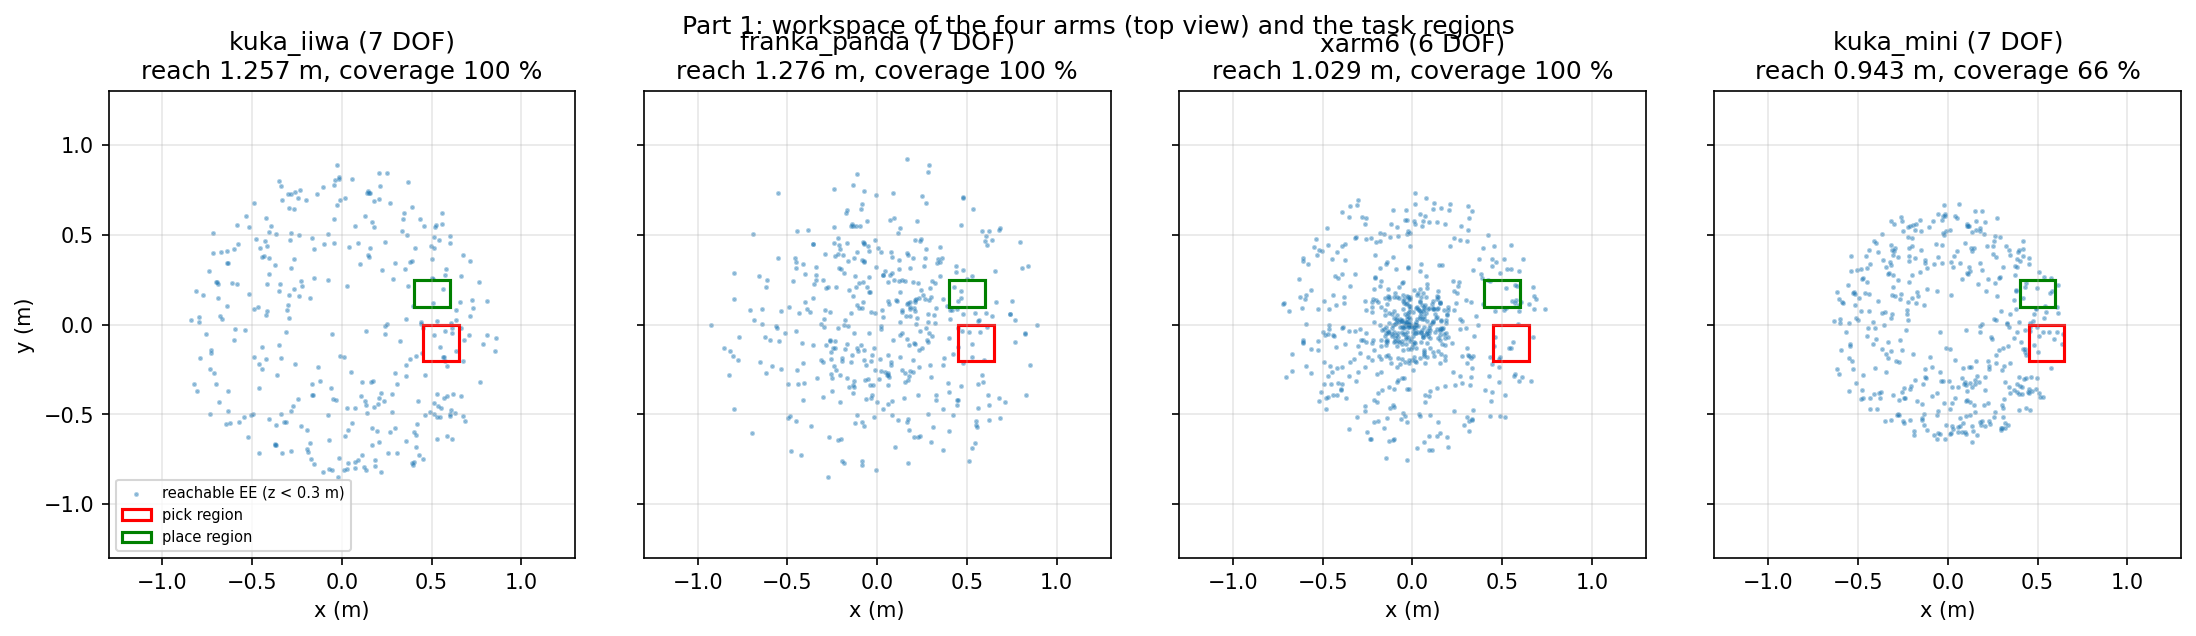 Part 1: workspace of the four arms (top view) and the task regions
kuka_iiwa (7 DOF)
reach 1.257 m, coverage 100 %
franka_panda (7 DOF)
reach 1.276 m, coverage 100 %
xarm6 (6 DOF)
reach 1.029 m, coverage 100 %
kuka_mini (7 DOF)
reach 0.943 m, coverage 66 %
y (m)
1.0
0.5
0.0
−0.5
−1.0
reachable EE (z < 0.3 m)
pick region
place region
−1.0 −0.5 0.0 0.5 1.0
x (m)
−1.0 −0.5 0.0 0.5 1.0
x (m)
−1.0 −0.5 0.0 0.5 1.0
x (m)
−1.0 −0.5 0.0 0.5 1.0
x (m)